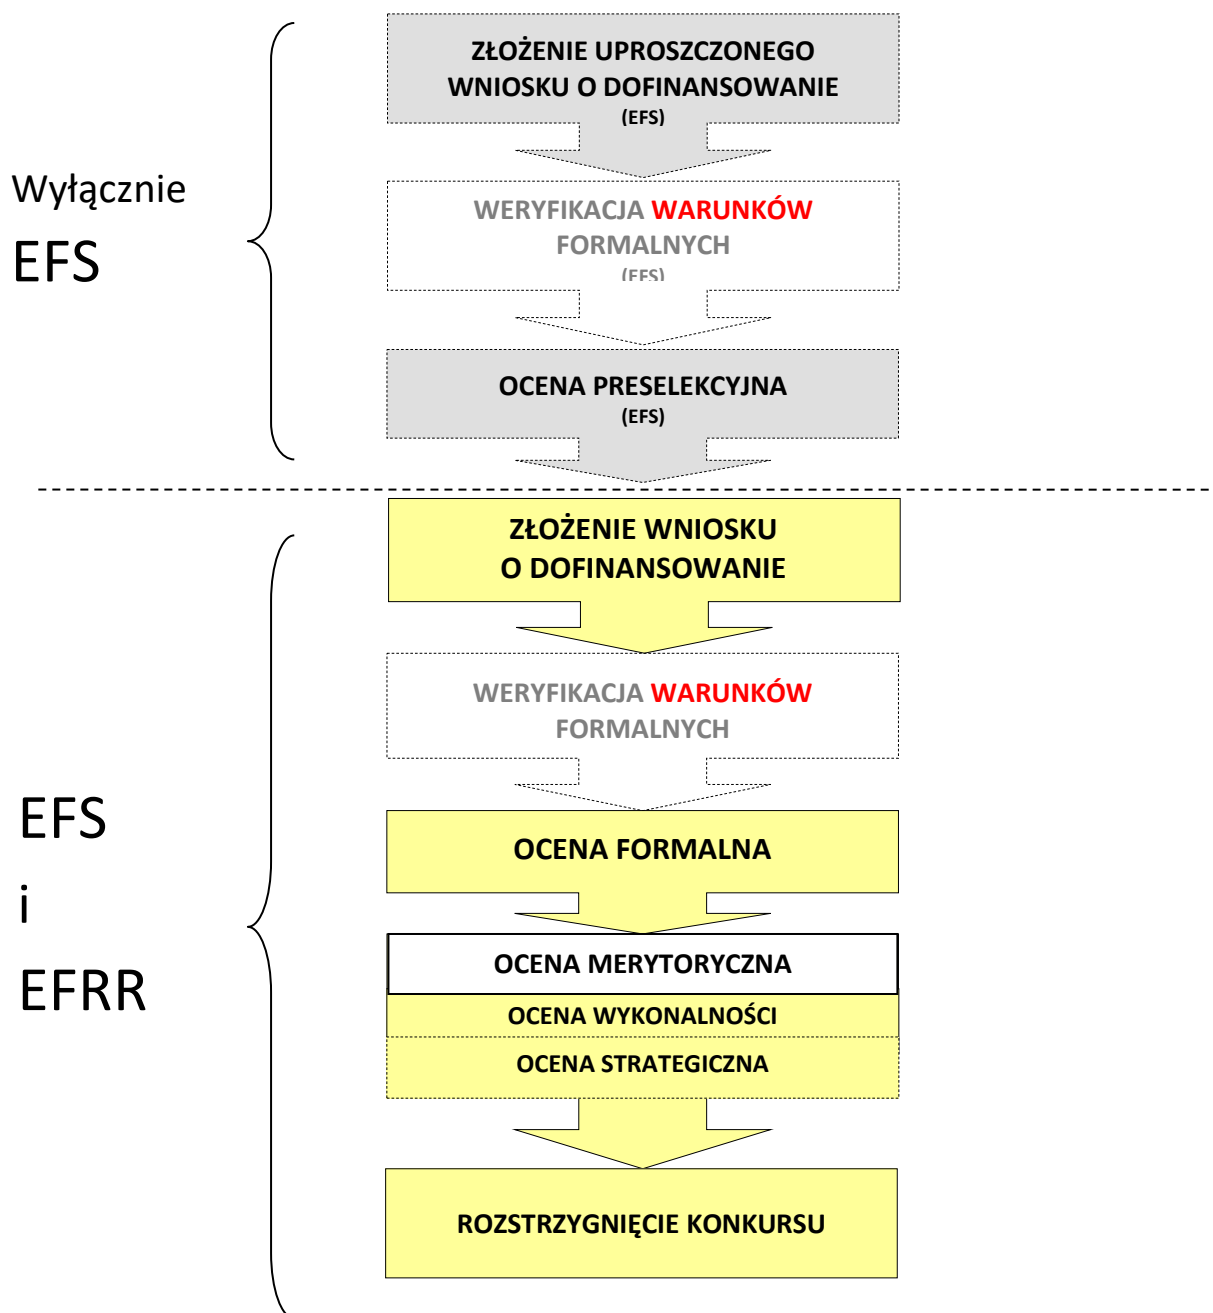 ZŁOŻENIE UPROSZCZONEGO
WNIOSKU O DOFINANSOWANIE
(EFS)
Wyłącznie
EFS
WERYFIKACJA WARUNKÓW
FORMALNYCH
(EFS)
OCENA PRESELEKCYJNA
(EFS)
ZŁOŻENIE WNIOSKU
O DOFINANSOWANIE
WERYFIKACJA WARUNKÓW
FORMALNYCH
EFS
i
EFRR
OCENA FORMALNA
OCENA MERYTORYCZNA
OCENA WYKONALNOŚCI
OCENA STRATEGICZNA
ROZSTRZYGNIĘCIE KONKURSU